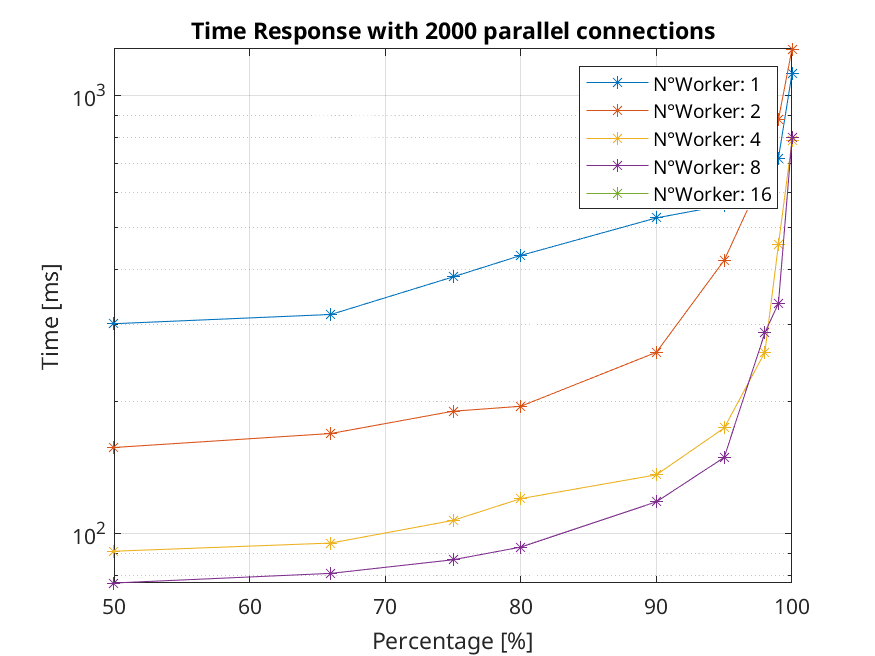 Time Response with 2000 parallel connections
10³
10²
Time [ms]
N°Worker: 1
N°Worker: 2
N°Worker: 4
N°Worker: 8
N°Worker: 16
50 60 70 80 90 100
Percentage [%]